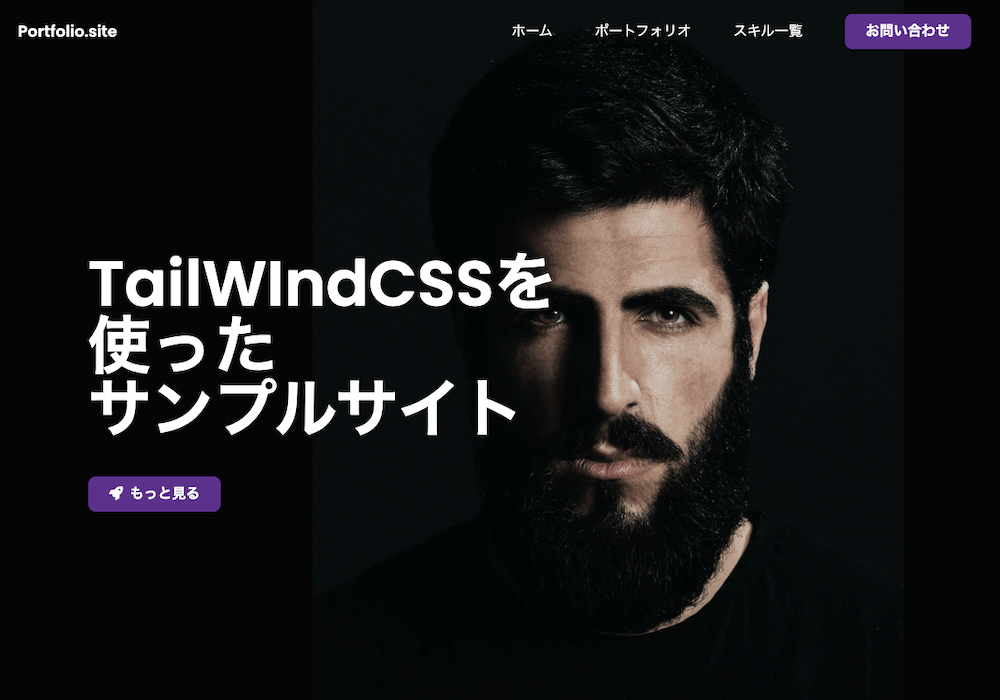 Portfolio.site
ホーム ポートフォリオ スキル一覧 お問い合わせ
TailWIndCSSを
使った
サンプルサイト
もっと見る